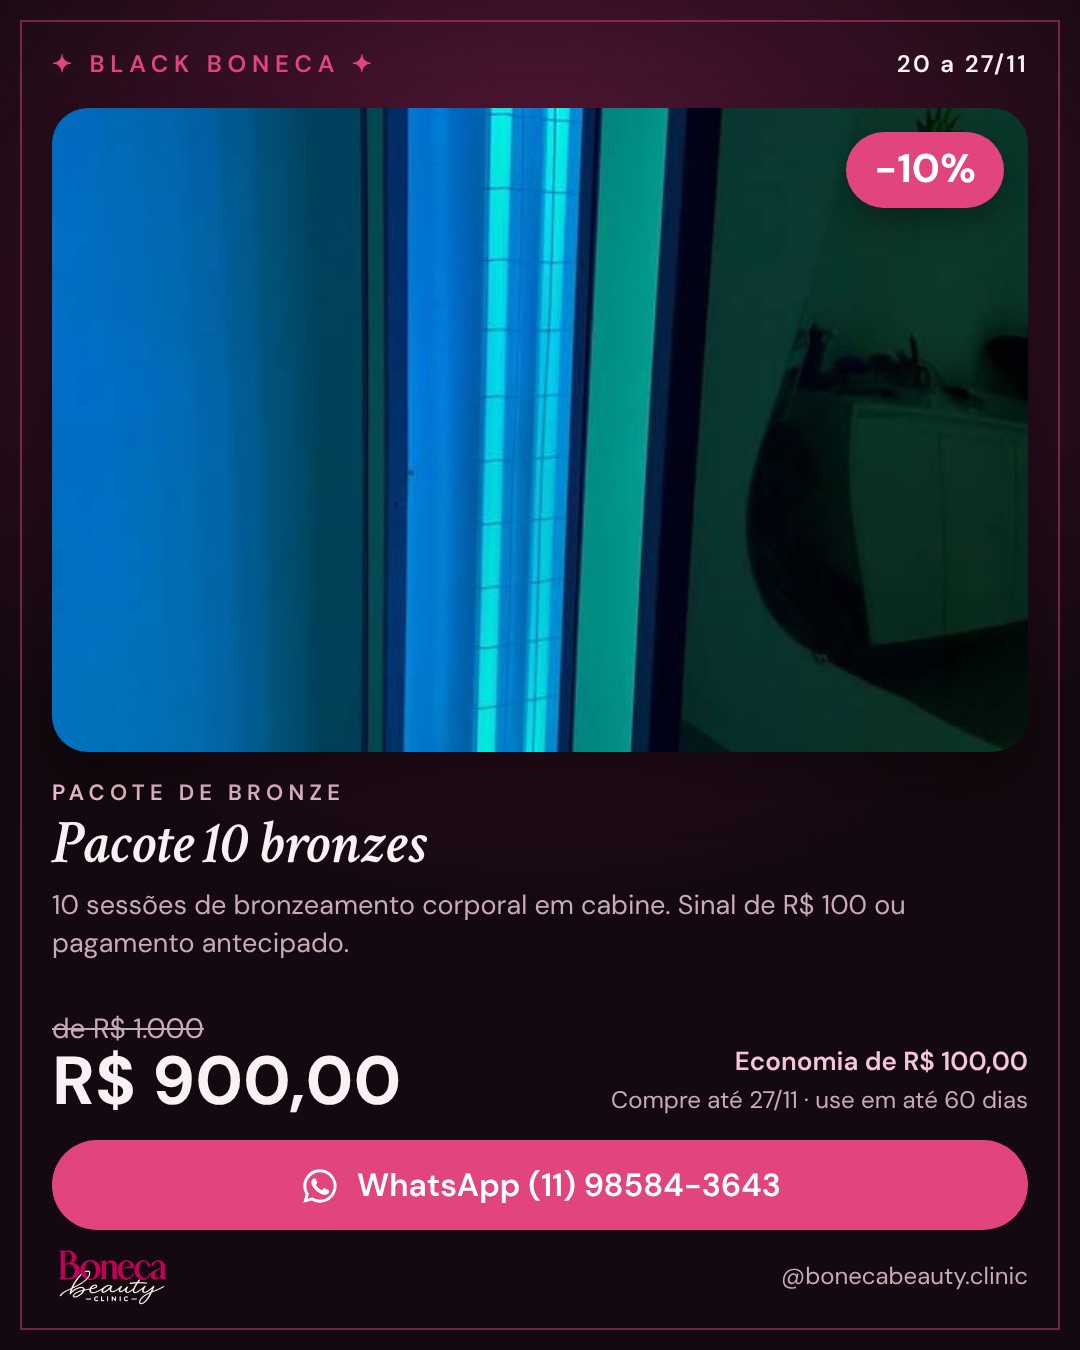 ✦ BLACK BONECA ✦
20 a 27/11
-10%
PACOTE DE BRONZE
Pacote 10 bronzes
10 sessões de bronzeamento corporal em cabine. Sinal de R$ 100 ou
pagamento antecipado.
de R$ 1.000
R$ 900,00
Economia de R$ 100,00
Compre até 27/11 · use em até 60 dias
WhatsApp (11) 98584-3643
Boneca
beauty
CLINIC
@bonecabeauty.clinic